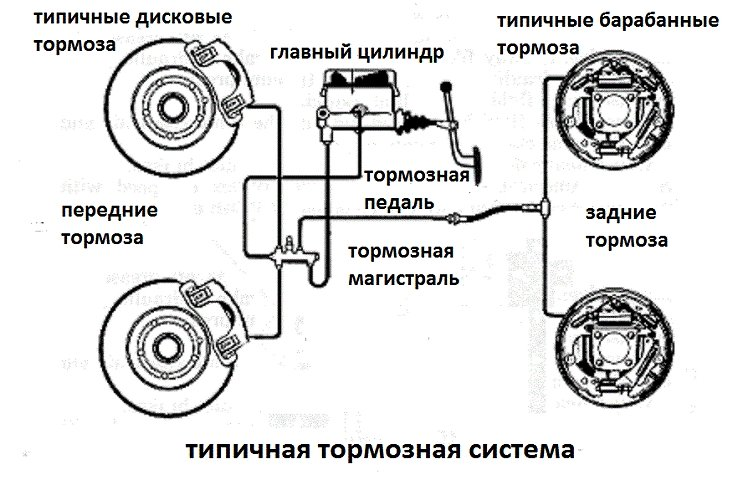 типичные дисковые
тормоза
главный цилиндр
типичные барабанные
тормоза
тормозная
педаль
передние
тормоза
задние
тормоза
тормозная
магистраль
типичная тормозная система